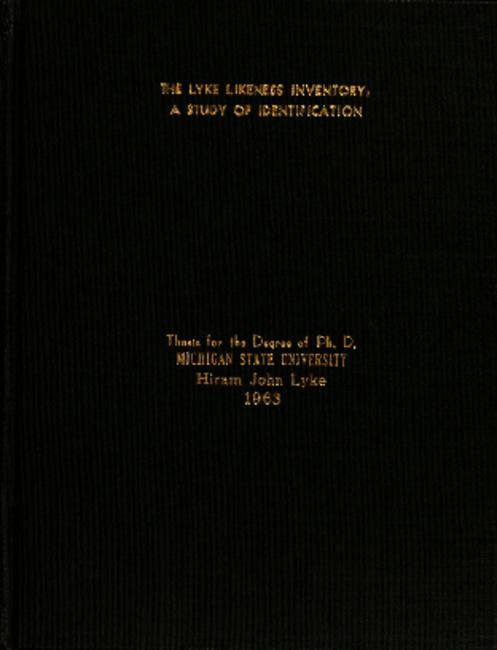 THE LYKE LIKENESS INVENTORY:
A STUDY OF IDENTIFICATION
Thesis for the Degree of Ph. D.
MICHIGAN STATE UNIVERSITY
Hiram John Lyke
1963